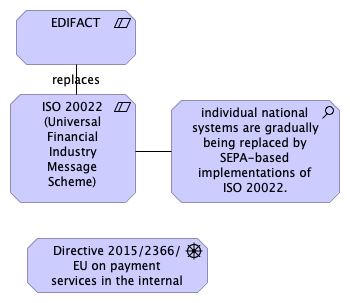 EDIFACT
replaces
ISO 20022
(Universal
Financial
Industry
Message
Scheme)
individual national
systems are gradually
being replaced by
SEPA-based
implementations of
ISO 20022.
Directive 2015/2366/
EU on payment
services in the internal